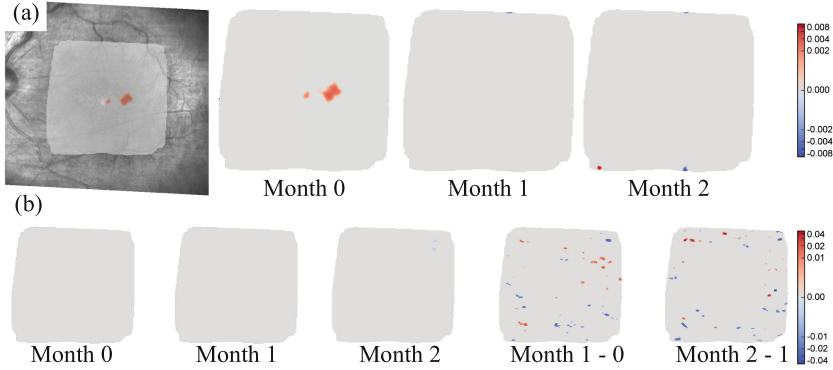 (a)
0.008
0.004
0.002
0.000
-0.002
-0.004
-0.008
Month 0
Month 1
Month 2
(b)
0.04
0.02
0.01
0.00
-0.01
-0.02
-0.04
Month 0
Month 1
Month 2
Month 1 - 0
Month 2 - 1